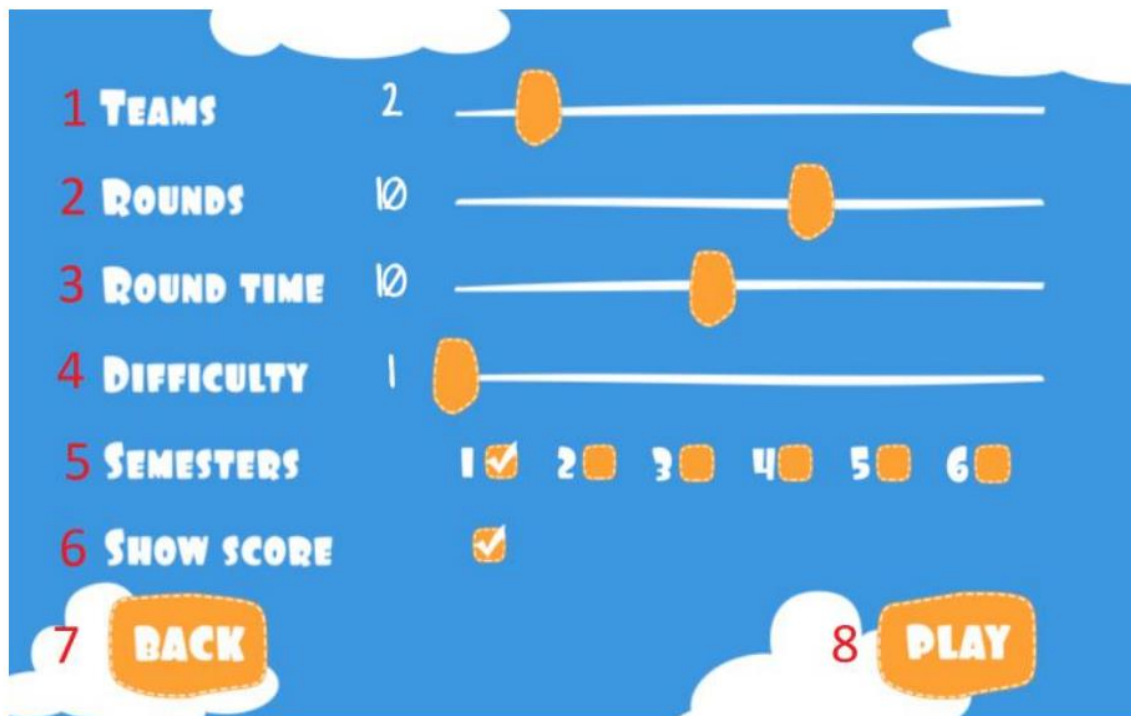 1 TEAMS 2
2 ROUNDS 10
3 ROUND TIME 10
4 DIFFICULTY 1
5 SEMESTERS 1 2 3 4 5 6
6 SHOW SCORE
7 BACK 8 PLAY